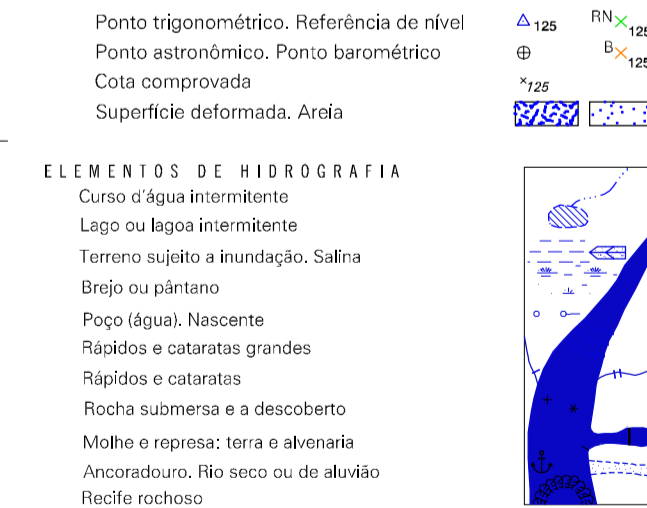 Ponto trigonométrico. Referência de nível 125 RN 125
Ponto astronômico. Ponto barométrico B 125
Cota comprovada 125
Superfície deformada. Areia
ELEMENTOS DE HIDROGRAFIA
Curso d'água intermitente
Lago ou lagoa intermitente
Terreno sujeito a inundação. Salina
Brejo ou pântano
Poço (água). Nascente
Rápidos e cataratas grandes
Rápidos e cataratas
Rocha submersa e a descoberto
Molhe e represa: terra e alvenaria
Ancoradouro. Rio seco ou de aluvião
Recife rochoso